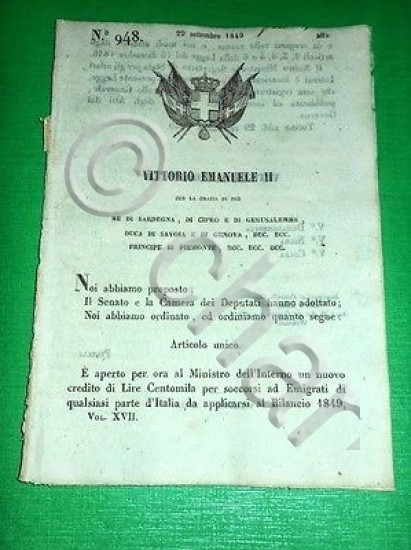 N.º 948.
29 settembre 1849
VITTORIO EMANUELE II
PER LA GRAZIA DI DIO
RE DI SARDEGNA, DI CIPRO E DI GERUSALEMME,
DUCA DI SAVOIA E DI GENOVA, ECC. ECC.
PRINCIPE DI PIEMONTE, ECC. ECC. ECC.
Noi abbiamo proposto;
Il Senato e la Camera dei Deputati hanno adottato;
Noi abbiamo ordinato, ed ordiniamo quanto segue:
Articolo unico.
È aperto per ora al Ministro dell'Interno un nuovo
credito di Lire Centomila per soccorsi ad Emigrati di
qualsiasi parte d'Italia da applicarsi al Bilancio 1849.
VOL. XVII.